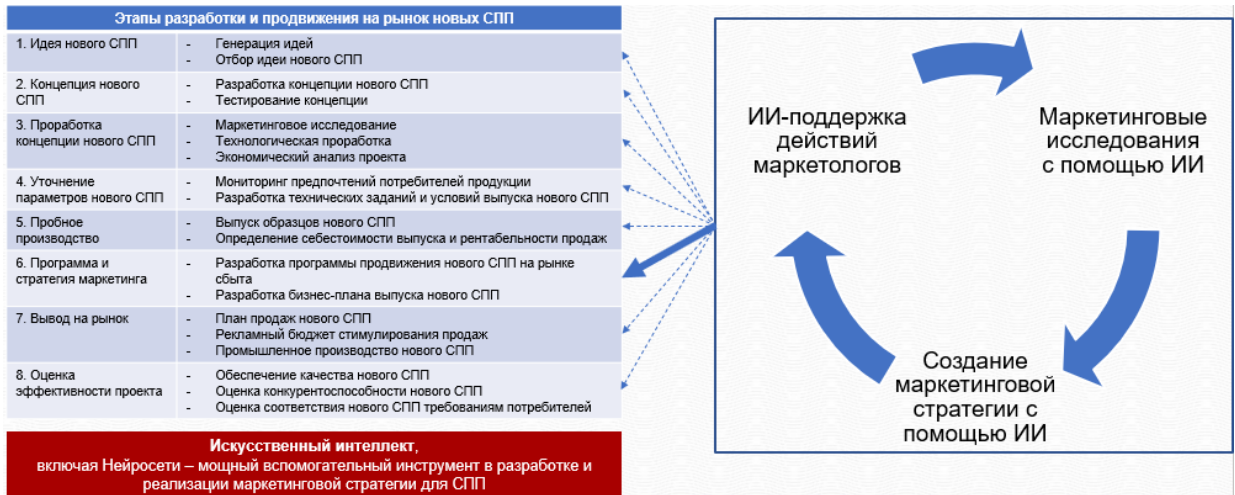 Этапы разработки и продвижения на рынок новых СПП
1. Идея нового СПП
- Генерация идей
- Отбор идеи нового СПП
2. Концепция нового
СПП
- Разработка концепции нового СПП
- Тестирование концепции
3. Проработка
концепции нового СПП
- Маркетинговое исследование
- Технологическая проработка
- Экономический анализ проекта
4. Уточнение
параметров нового СПП
- Мониторинг предпочтений потребителей продукции
- Разработка технических заданий и условий выпуска нового СПП
5. Пробное
производство
- Выпуск образцов нового СПП
- Определение себестоимости выпуска и рентабельности продаж
6. Программа и
стратегия маркетинга
- Разработка программы продвижения нового СПП на рынке
сбыта
- Разработка бизнес-плана выпуска нового СПП
7. Вывод на рынок
- План продаж нового СПП
- Рекламный бюджет стимулирования продаж
- Промышленное производство нового СПП
8. Оценка
эффективности проекта
- Обеспечение качества нового СПП
- Оценка конкурентоспособности нового СПП
- Оценка соответствия нового СПП требованиям потребителей
Искусственный интеллект,
включая Нейросети – мощный вспомогательный инструмент в разработке и
реализации маркетинговой стратегии для СПП
ИИ-поддержка
действий
маркетологов
Маркетинговые
исследования
с помощью ИИ
Создание
маркетинговой
стратегии с
помощью ИИ